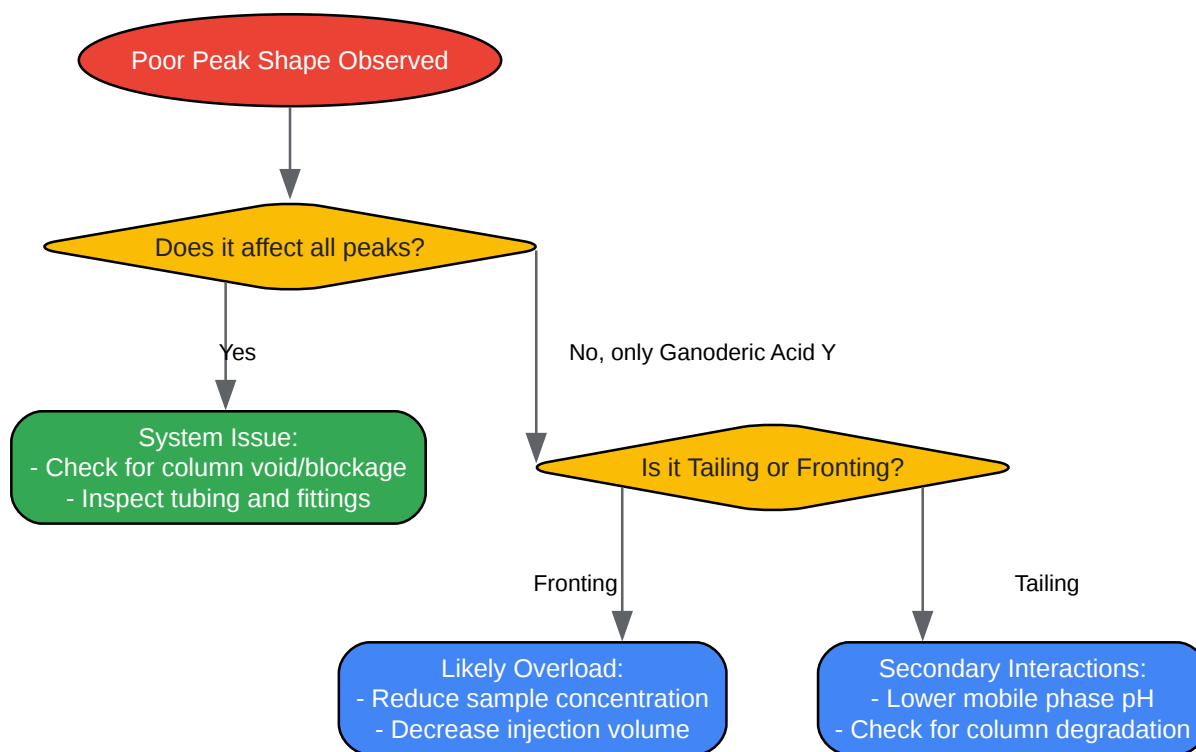 Poor Peak Shape Observed
Does it affect all peaks?
Yes
No, only Ganoderic Acid Y
System Issue:
- Check for column void/blockage
- Inspect tubing and fittings
Is it Tailing or Fronting?
Fronting
Tailing
Likely Overload:
- Reduce sample concentration
- Decrease injection volume
Secondary Interactions:
- Lower mobile phase pH
- Check for column degradation